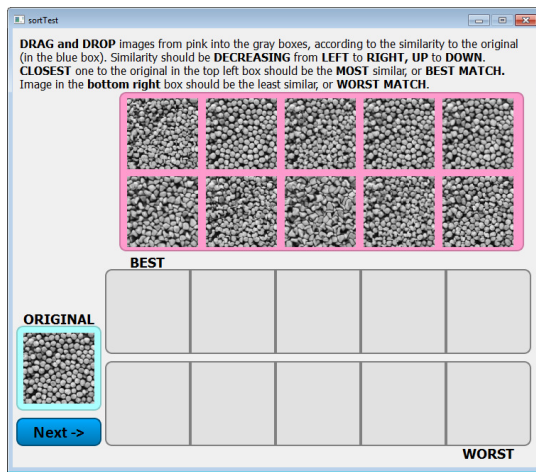 sortTest
DRAG and DROP images from pink into the gray boxes, according to the similarity to the original
(in the blue box). Similarity should be DECREASING from LEFT to RIGHT, UP to DOWN.
CLOSEST one to the original in the top left box should be the MOST similar, or BEST MATCH.
Image in the bottom right box should be the least similar, or WORST MATCH.
BEST
ORIGINAL
Next ->
WORST